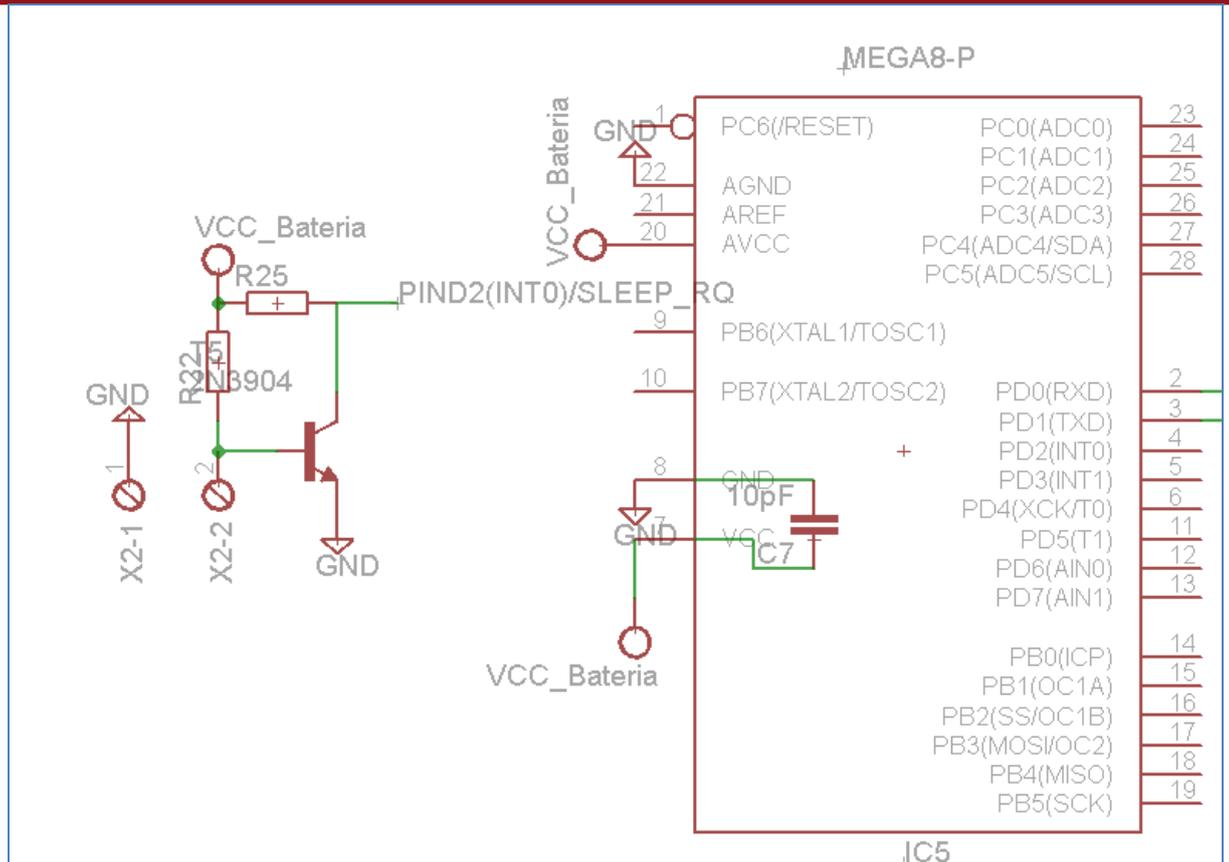 MEGA8-P
VCC_Bateria
GND
1
PC6(/RESET)
22
AGND
21
AREF
20
AVCC
9
PB6(XTAL1/TOSC1)
10
PB7(XTAL2/TOSC2)
8
GND
10pF
GND
7
VCC
C7
VCC_Bateria
PC0(ADC0)
23
PC1(ADC1)
24
PC2(ADC2)
25
PC3(ADC3)
26
PC4(ADC4/SDA)
27
PC5(ADC5/SCL)
28
PD0(RXD)
2
PD1(TXD)
3
PD2(INT0)
4
PD3(INT1)
5
PD4(XCK/T0)
6
PD5(T1)
11
PD6(AIN0)
12
PD7(AIN1)
13
PB0(ICP)
14
PB1(OC1A)
15
PB2(SS/OC1B)
16
PB3(MOSI/OC2)
17
PB4(MISO)
18
PB5(SCK)
19
IC5
VCC_Bateria
R25
PIND2(INT0)/SLEEP_RQ
T5
R22
2N3904
GND
1
2
X2-1
X2-2
GND